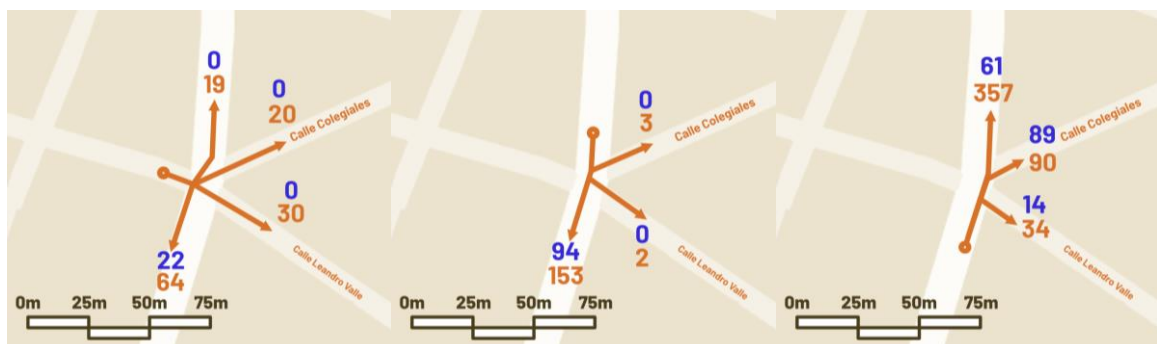 0
19
0
20
Calle Colegiales
0
30
22
64
Calle Leandro Valle
0m 25m 50m 75m
0
3
Calle Colegiales
0
2
94
153
Calle Leandro Valle
0m 25m 50m 75m
61
357
89
90
Calle Colegiales
14
34
Calle Leandro Valle
0m 25m 50m 75m